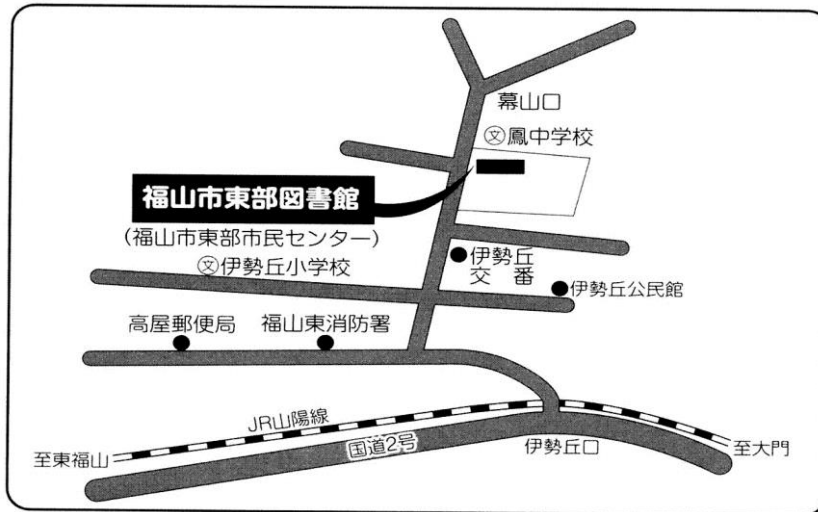 幕山口
㊫鳳中学校
福山市東部図書館
(福山市東部市民センター)
㊫伊勢丘小学校
伊勢丘
交番
伊勢丘公民館
高屋郵便局
福山東消防署
JR山陽線
国道2号
至東福山
伊勢丘口
至大門